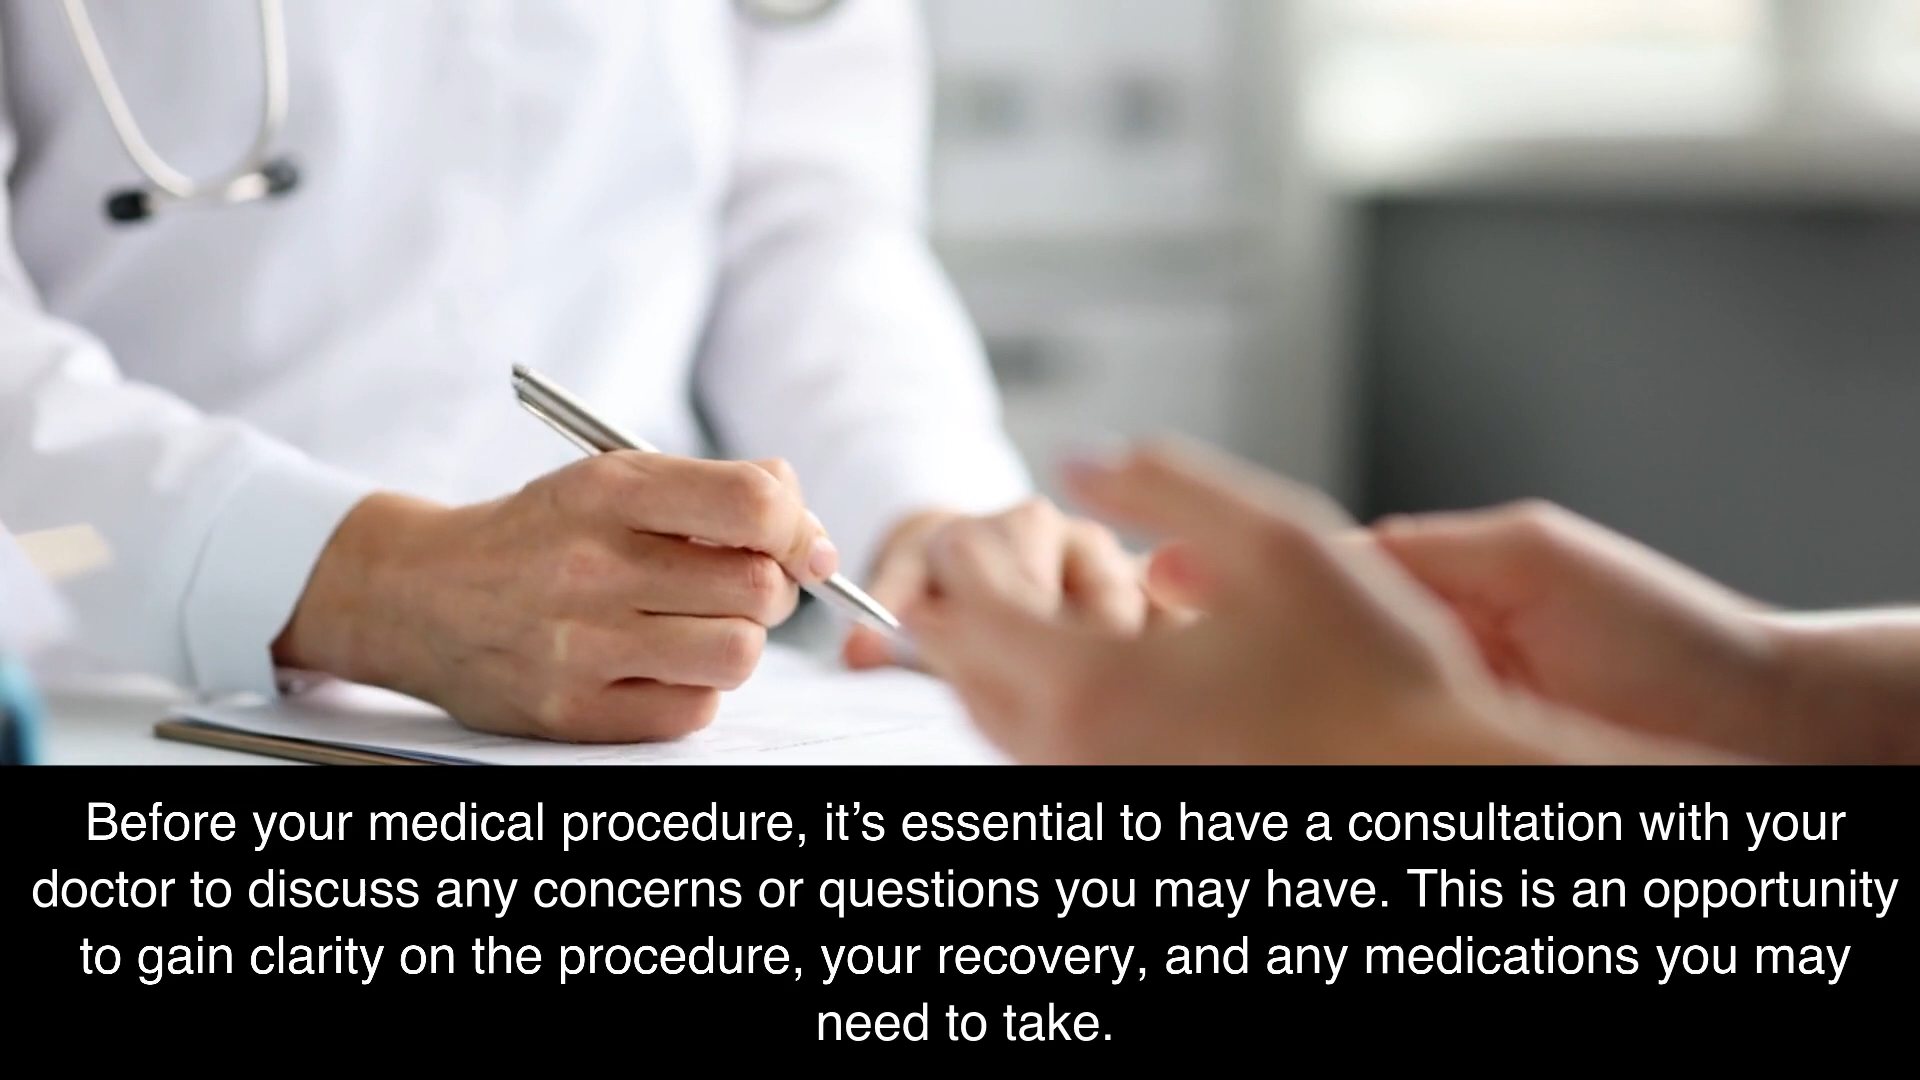 Before your medical procedure, it’s essential to have a consultation with your
doctor to discuss any concerns or questions you may have. This is an opportunity
to gain clarity on the procedure, your recovery, and any medications you may
need to take.